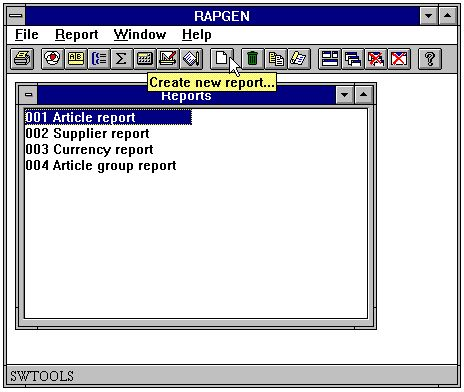 RAPGEN
File Report Window Help
AB Σ ?
Create new report...
Reports
001 Article report
002 Supplier report
003 Currency report
004 Article group report
SWTOOLS